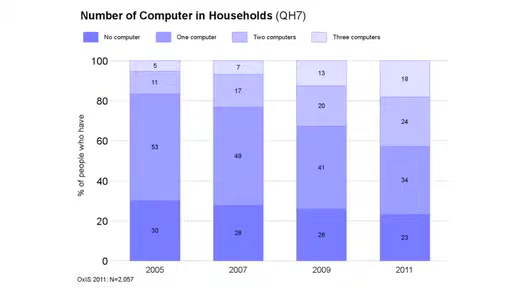 Number of Computer in Households (QH7)
No computer One computer Two computers Three computers
100 5 7 13 18
80 11 17 20 24
60 53 49 41 34
40
20 30 28 26 23
0
2005 2007 2009 2011
% of people who have
OxIS 2011: N=2,057